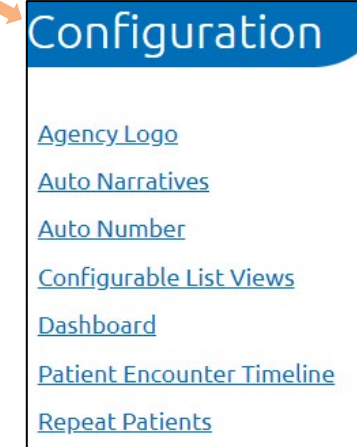 Configuration
Agency Logo
Auto Narratives
Auto Number
Configurable List Views
Dashboard
Patient Encounter Timeline
Repeat Patients